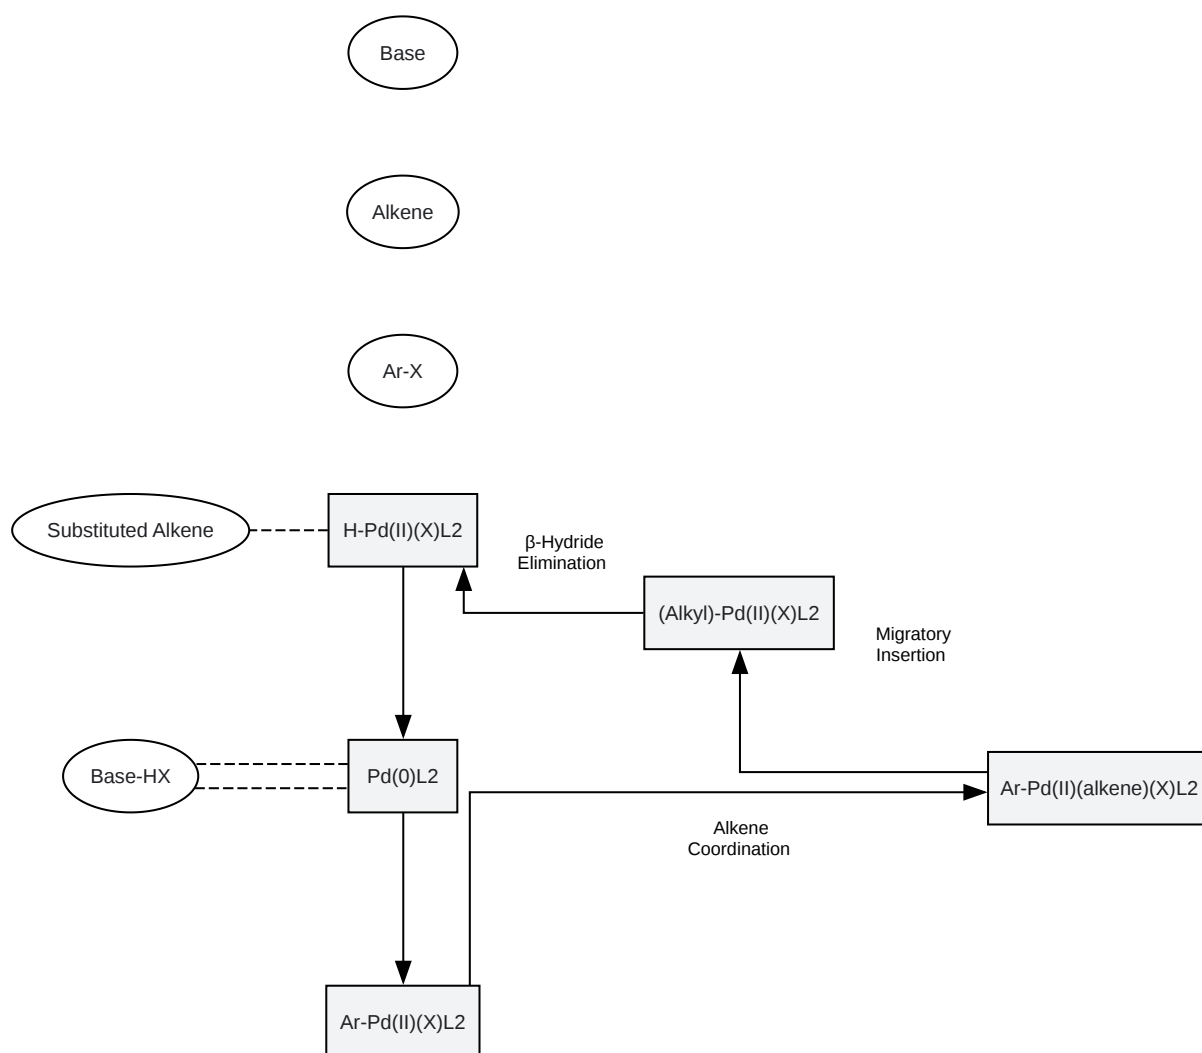 Base
Alkene
Ar-X
Substituted Alkene
H-Pd(II)(X)L2
β-Hydride
Elimination
(Alkyl)-Pd(II)(X)L2
Migratory
Insertion
Base-HX
Pd(0)L2
Ar-Pd(II)(alkene)(X)L2
Alkene
Coordination
Ar-Pd(II)(X)L2